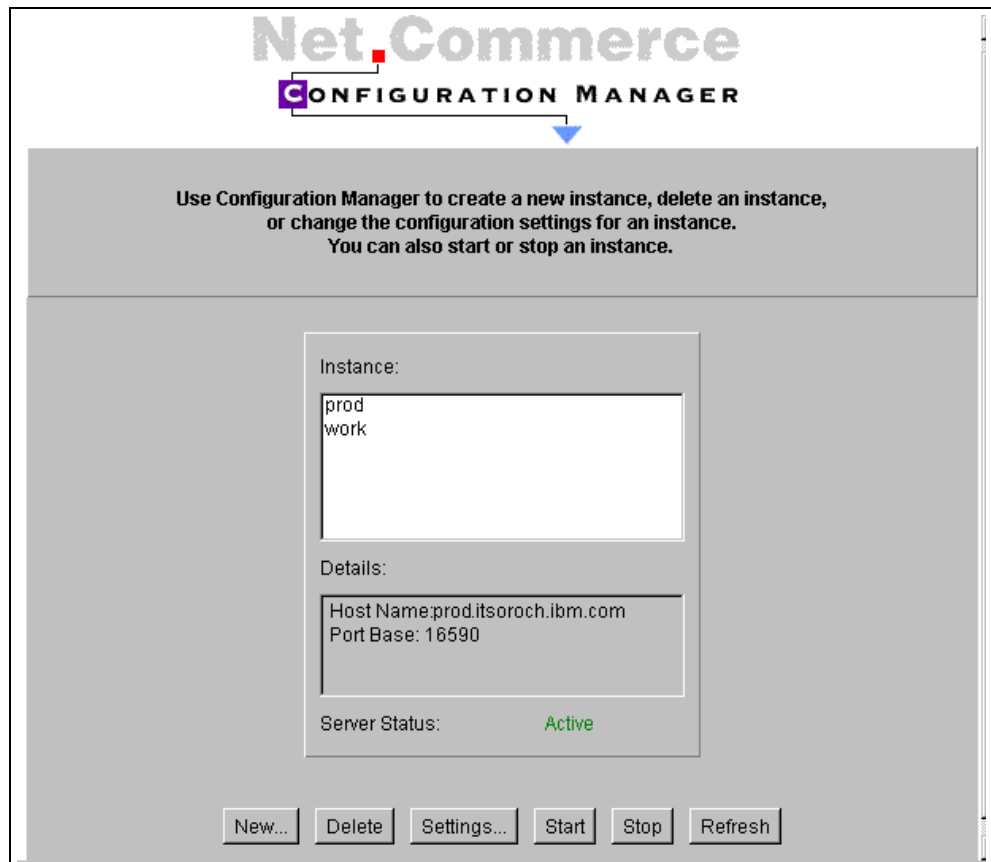 Net.Commerce
CONFIGURATION MANAGER
Use Configuration Manager to create a new instance, delete an instance,
or change the configuration settings for an instance.
You can also start or stop an instance.
Instance:
prod
work
Details:
Host Name:prod.itsoroch.ibm.com
Port Base: 16590
Server Status: Active
New... Delete Settings... Start Stop Refresh